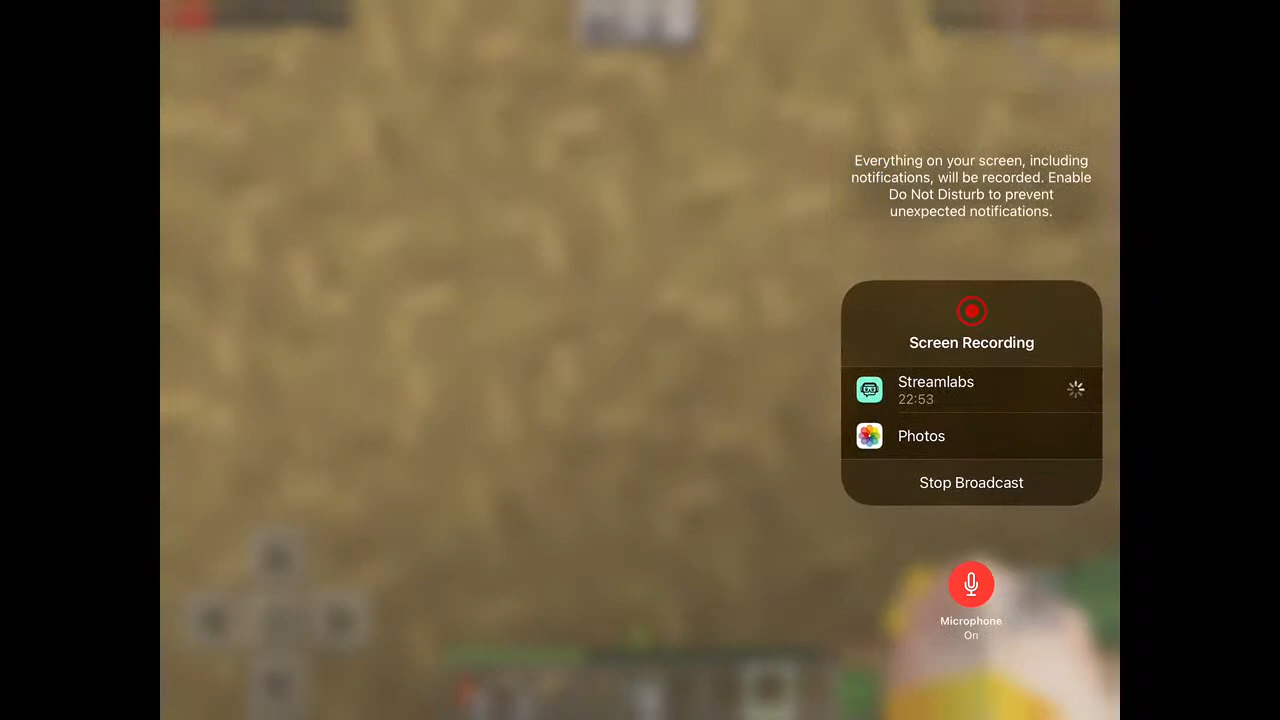 Everything on your screen, including
notifications, will be recorded. Enable
Do Not Disturb to prevent
unexpected notifications.
Screen Recording
Streamlabs
22:53
Photos
Stop Broadcast
Microphone
On